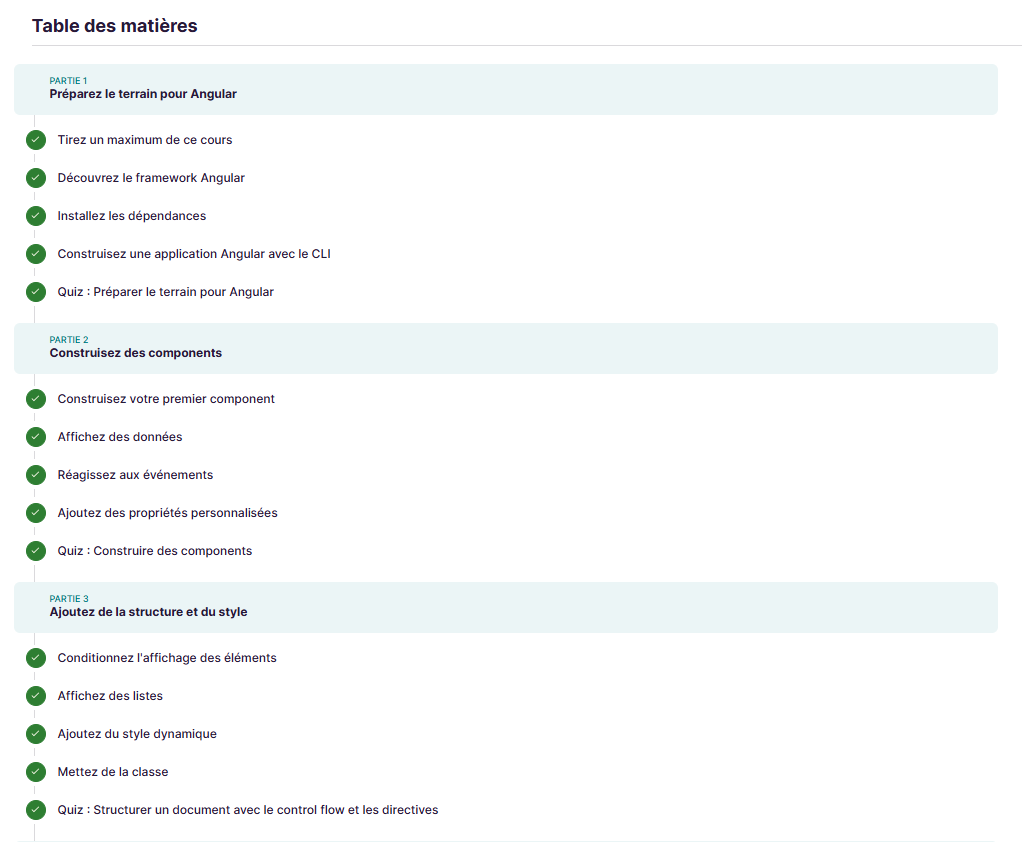 Table des matières
PARTIE 1
Préparez le terrain pour Angular
Tirez un maximum de ce cours
Découvrez le framework Angular
Installez les dépendances
Construisez une application Angular avec le CLI
Quiz : Préparer le terrain pour Angular
PARTIE 2
Construisez des components
Construisez votre premier component
Affichez des données
Réagissez aux événements
Ajoutez des propriétés personnalisées
Quiz : Construire des components
PARTIE 3
Ajoutez de la structure et du style
Conditionnez l'affichage des éléments
Affichez des listes
Ajoutez du style dynamique
Mettez de la classe
Quiz : Structurer un document avec le control flow et les directives